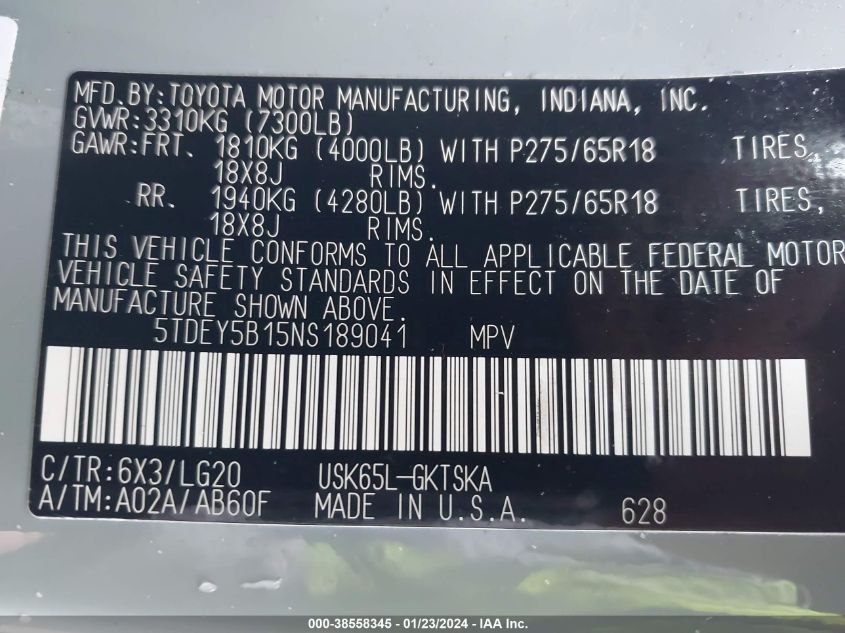 MFD.BY:TOYOTA MOTOR MANUFACTURING, INDIANA, INC.
GVWR:3310KG (7300LB)
GAWR:FRT. 1810KG (4000LB) WITH P275/65R18 TIRES,
18X8J RIMS.
RR. 1940KG (4280LB) WITH P275/65R18 TIRES,
18X8J RIMS.
THIS VEHICLE CONFORMS TO ALL APPLICABLE FEDERAL MOTOR
VEHICLE SAFETY STANDARDS IN EFFECT ON THE DATE OF
MANUFACTURE SHOWN ABOVE.
5TDEY5B15NS189041 MPV
C/TR:6X3/LG20 USK65L-GKTSKA
A/TM:A02A/AB60F MADE IN U.S.A. 628
000-38558345 - 01/23/2024 - IAA Inc.